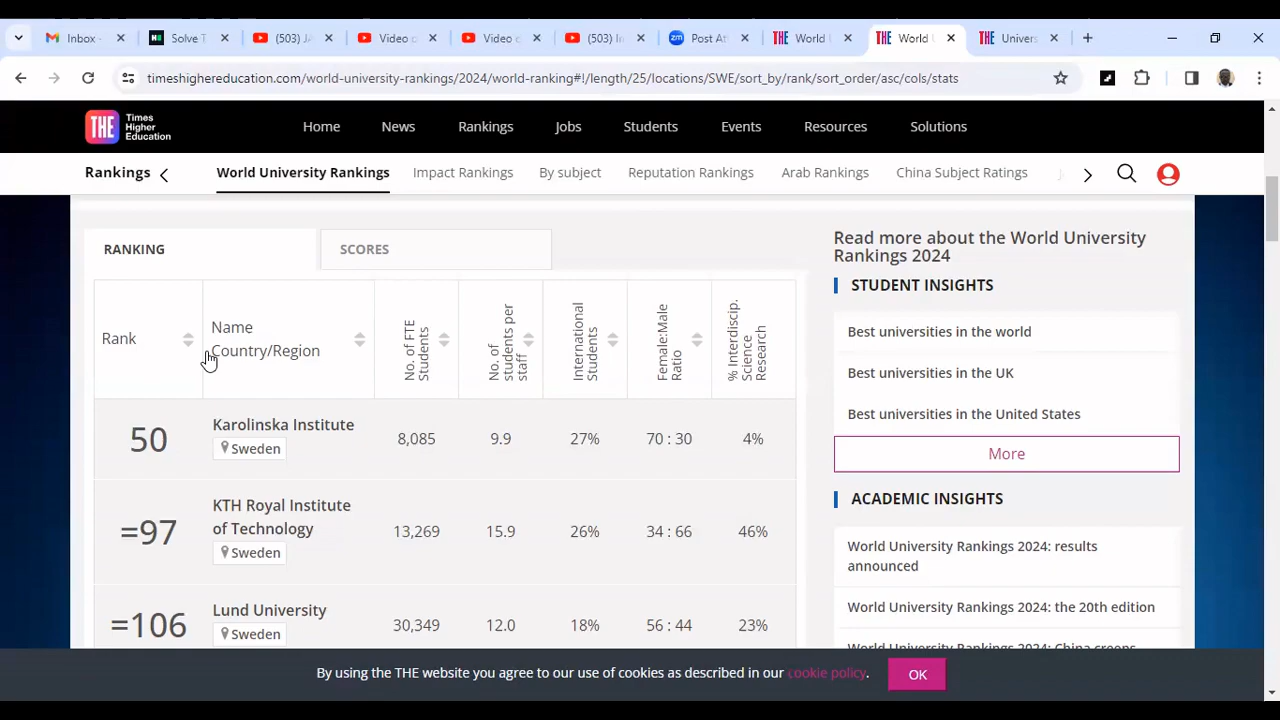 Inbox - Solve T (503) JA Video p Video q (503) In Post At World U World U Univers
timeshighereducation.com/world-university-rankings/2024/world-ranking#!/length/25/locations/SWE/sort_by/rank/sort_order/asc/cols/stats
THE Times Higher Education
Home News Rankings Jobs Students Events Resources Solutions
Rankings World University Rankings Impact Rankings By subject Reputation Rankings Arab Rankings China Subject Ratings
RANKING SCORES
Rank
Name
Country/Region
No. of FTE
Students
No. of
students per
staff
International
Students
Female:Male
Ratio
% Interdiscip.
Science
Research
50 Karolinska Institute 8,085 9.9 27% 70 : 30 4%
Sweden
=97 KTH Royal Institute
of Technology 13,269 15.9 26% 34 : 66 46%
Sweden
=106 Lund University 30,349 12.0 18% 56 : 44 23%
Sweden
Read more about the World University
Rankings 2024
STUDENT INSIGHTS
Best universities in the world
Best universities in the UK
Best universities in the United States
More
ACADEMIC INSIGHTS
World University Rankings 2024: results
announced
World University Rankings 2024: the 20th edition
World University Rankings 2024: China creeps
By using the THE website you agree to our use of cookies as described in our cookie policy. OK